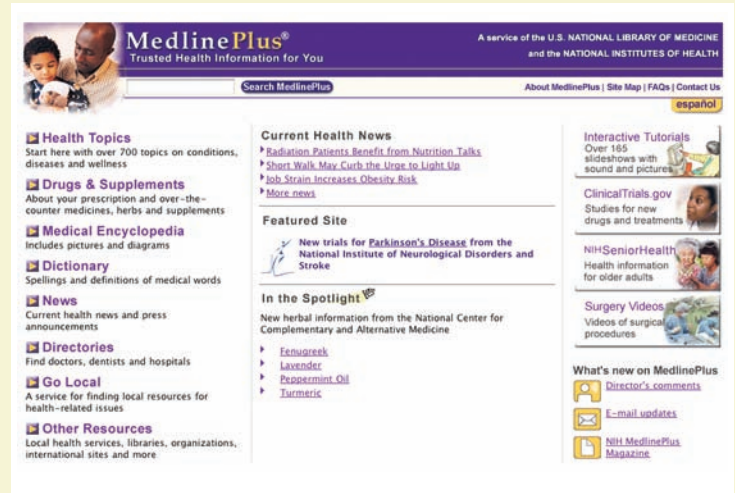 MedlinePlus®
Trusted Health Information for You
A service of the U.S. NATIONAL LIBRARY OF MEDICINE
and the NATIONAL INSTITUTES OF HEALTH
Search MedlinePlus
About MedlinePlus | Site Map | FAQs | Contact Us
español
Health Topics
Start here with over 700 topics on conditions,
diseases and wellness
Drugs & Supplements
About your prescription and over-the-
counter medicines, herbs and supplements
Medical Encyclopedia
Includes pictures and diagrams
Dictionary
Spellings and definitions of medical words
News
Current health news and press
announcements
Directories
Find doctors, dentists and hospitals
Go Local
A service for finding local resources for
health-related issues
Other Resources
Local health services, libraries, organizations,
international sites and more
Current Health News
Radiation Patients Benefit from Nutrition Talks
Short Walk May Curb the Urge to Light Up
Job Strain Increases Obesity Risk
More news
Featured Site
New trials for Parkinson's Disease from the
National Institute of Neurological Disorders and
Stroke
In the Spotlight
New herbal information from the National Center for
Complementary and Alternative Medicine
Fenugreek
Lavender
Peppermint Oil
Turmeric
Interactive Tutorials
Over 165
slideshows with
sound and pictures
ClinicalTrials.gov
Studies for new
drugs and treatments
NIHSeniorHealth
Health information
for older adults
Surgery Videos
Videos of surgical
procedures
What's new on MedlinePlus
Director's comments
E-mail updates
NIH MedlinePlus
Magazine